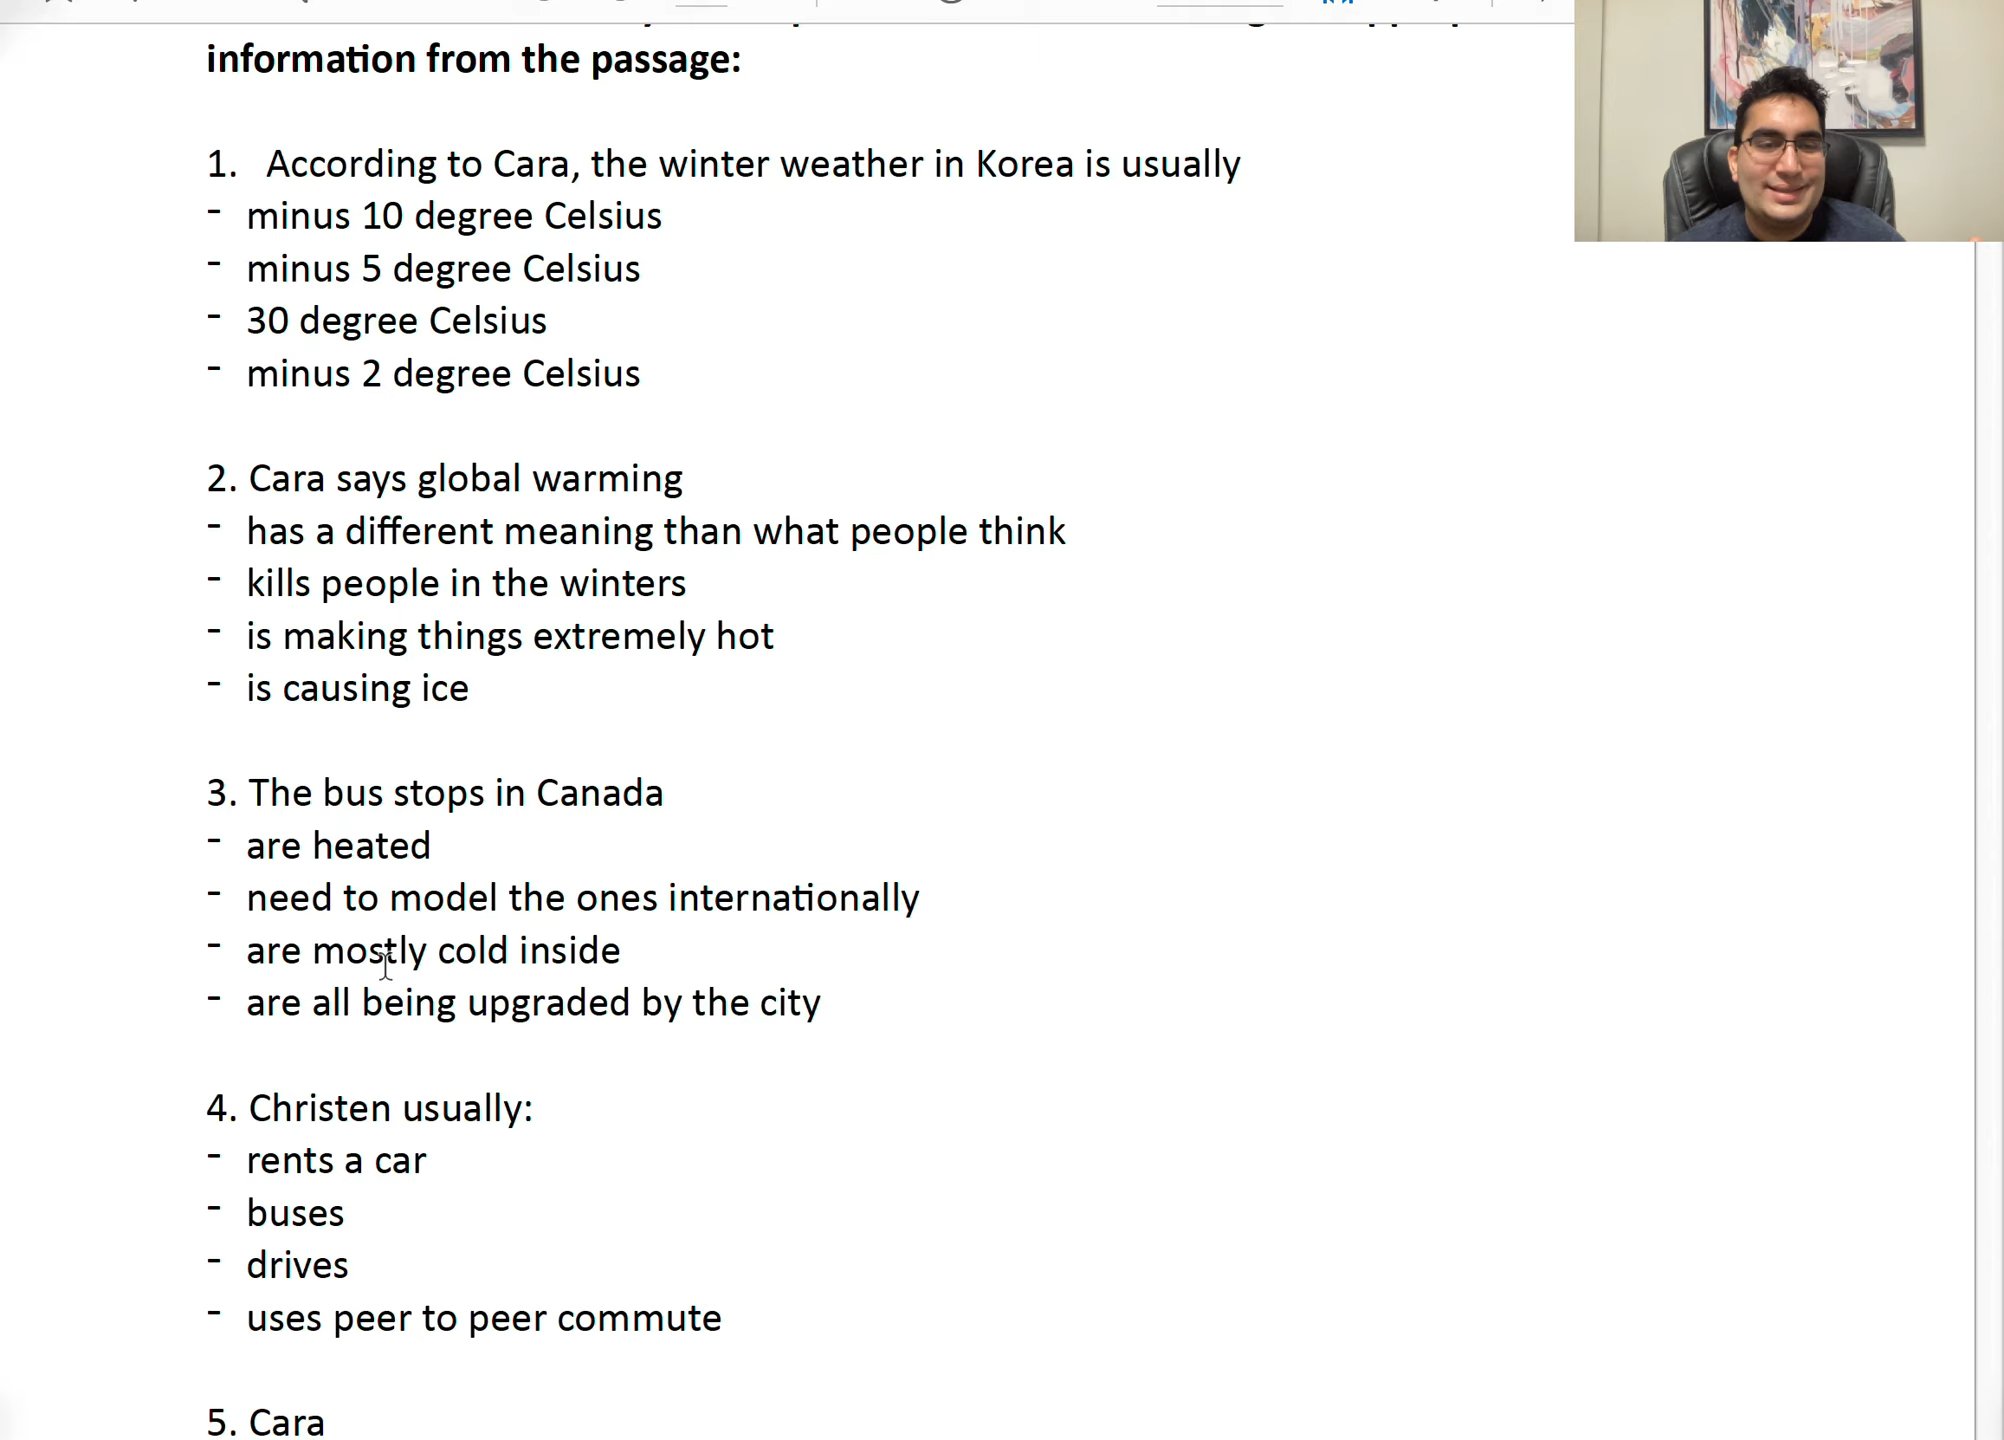 information from the passage:
1. According to Cara, the winter weather in Korea is usually
- minus 10 degree Celsius
- minus 5 degree Celsius
- 30 degree Celsius
- minus 2 degree Celsius
2. Cara says global warming
- has a different meaning than what people think
- kills people in the winters
- is making things extremely hot
- is causing ice
3. The bus stops in Canada
- are heated
- need to model the ones internationally
- are mostly cold inside
- are all being upgraded by the city
4. Christen usually:
- rents a car
- buses
- drives
- uses peer to peer commute
5. Cara